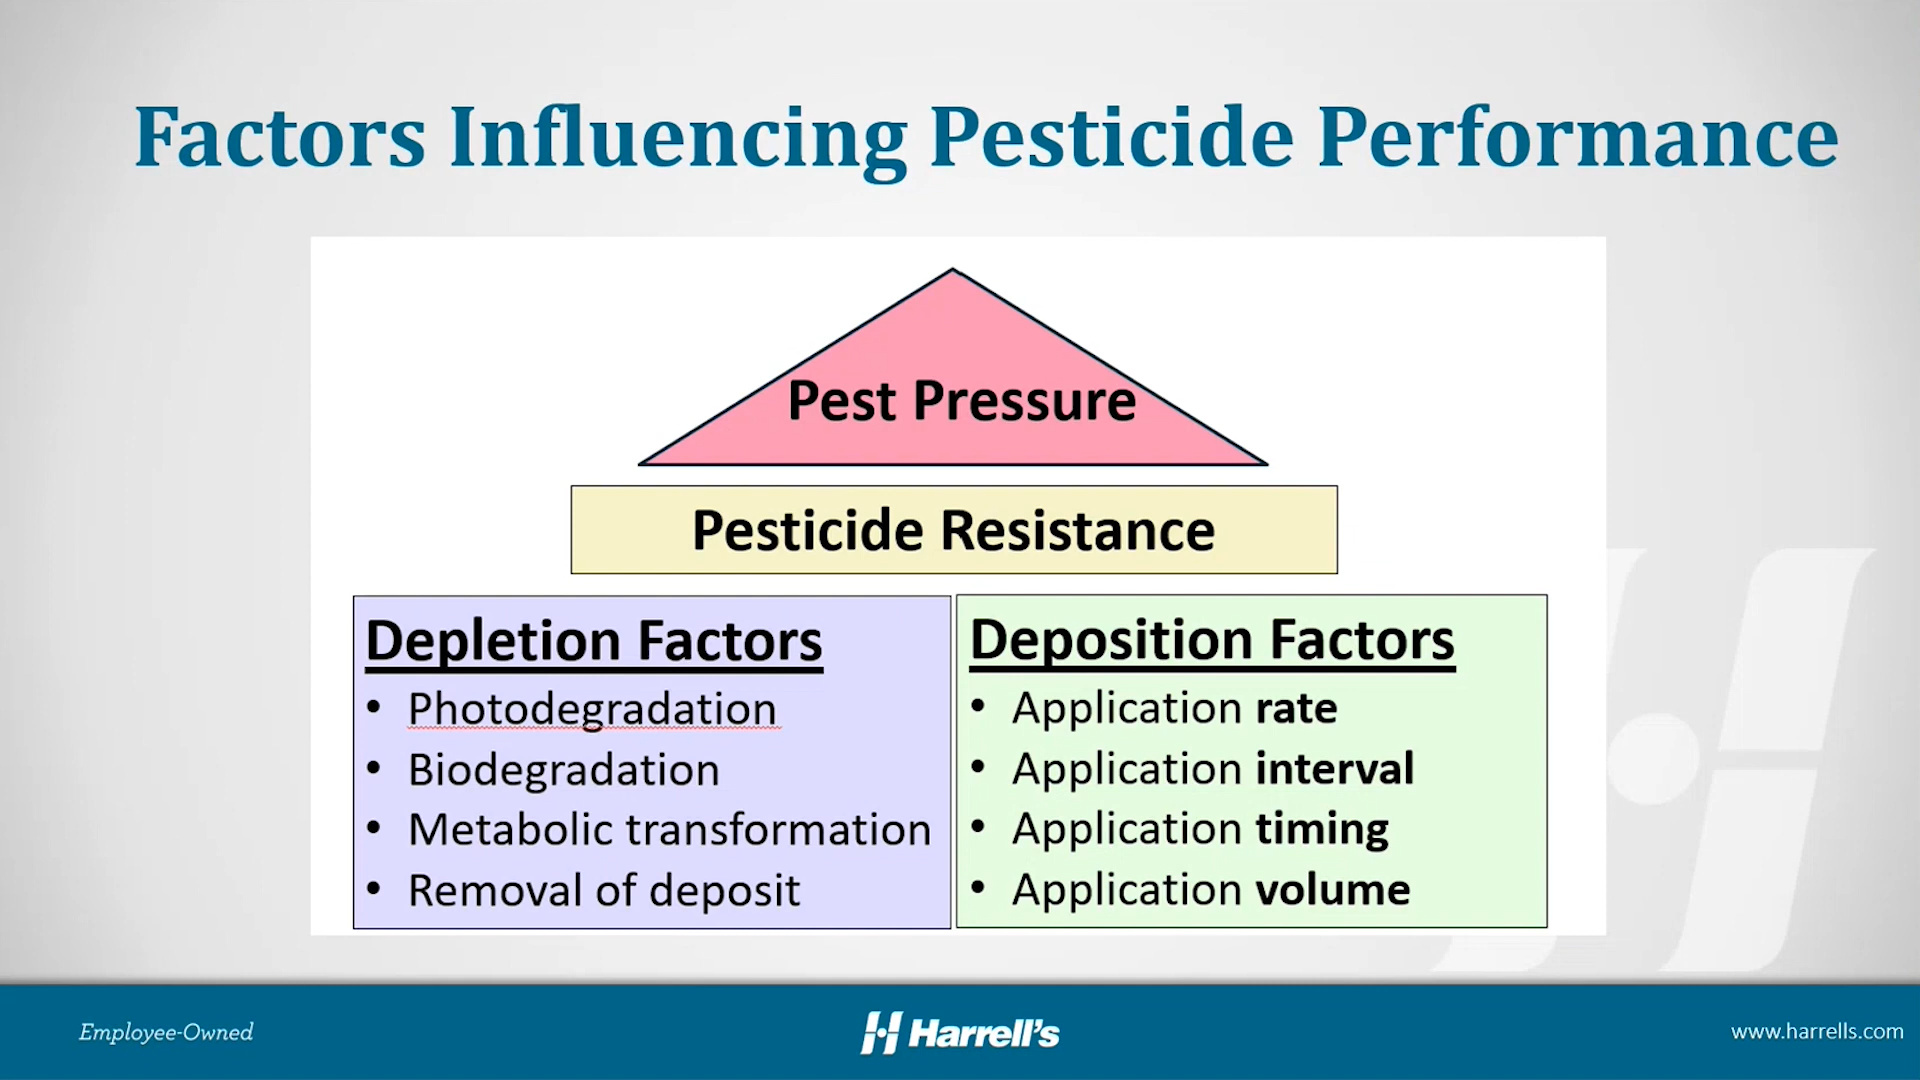 Factors Influencing Pesticide Performance
Pest Pressure
Pesticide Resistance
Depletion Factors
• Photodegradation
• Biodegradation
• Metabolic transformation
• Removal of deposit
Deposition Factors
• Application rate
• Application interval
• Application timing
• Application volume
Employee-Owned
Harrell's
www.harrells.com